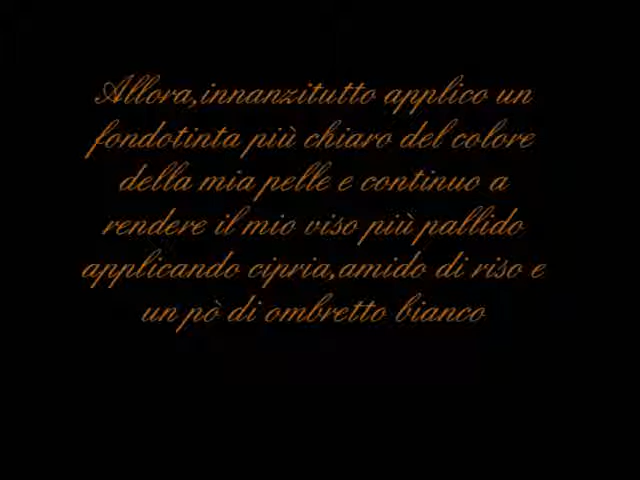 Allora,innanzitutto applico un
fondotinta più chiaro del colore
della mia pelle e continuo a
rendere il mio viso più pallido
applicando cipria,amido di riso e
un pò di ombretto bianco